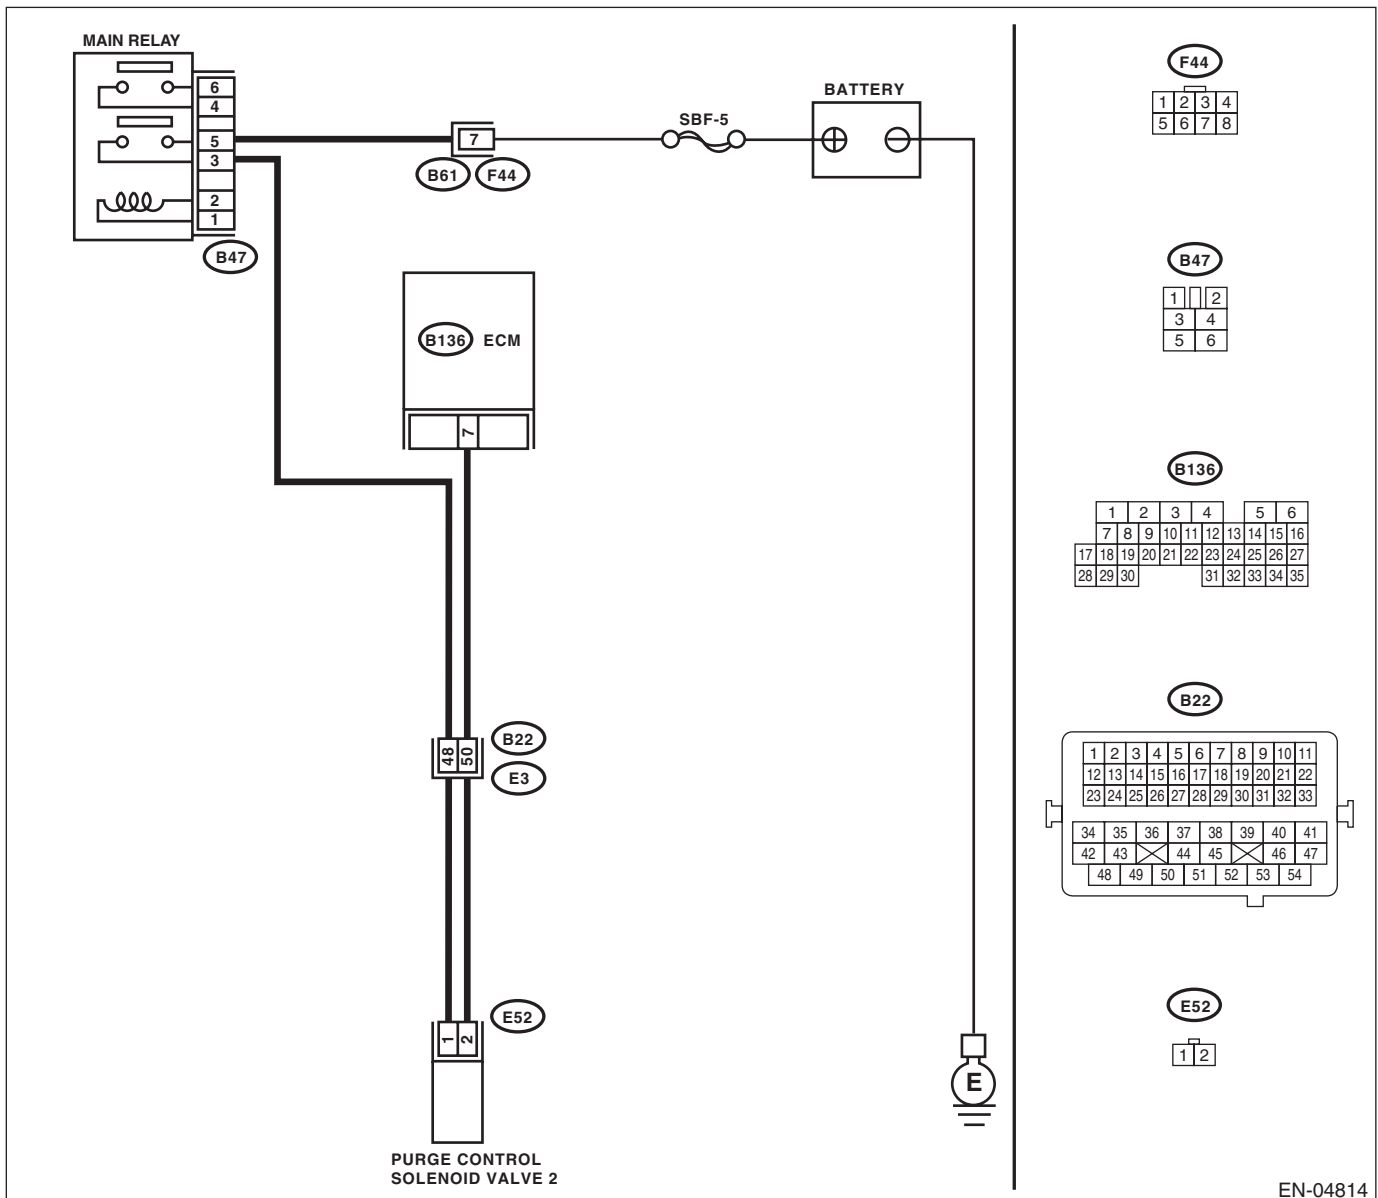 MAIN RELAY
6
4
5
3
2
1
B47
7
B61 F44
SBF-5
BATTERY
B136 ECM
7
48 50
B22
E3
E52
1 2
PURGE CONTROL
SOLENOID VALVE 2
E
F44
1 2 3 4
5 6 7 8
B47
1 2
3 4
5 6
B136
1 2 3 4 5 6
7 8 9 10 11 12 13 14 15 16
17 18 19 20 21 22 23 24 25 26 27
28 29 30 31 32 33 34 35
B22
1 2 3 4 5 6 7 8 9 10 11
12 13 14 15 16 17 18 19 20 21 22
23 24 25 26 27 28 29 30 31 32 33
34 35 36 37 38 39 40 41
42 43 44 45 46 47
48 49 50 51 52 53 54
E52
1 2
EN-04814